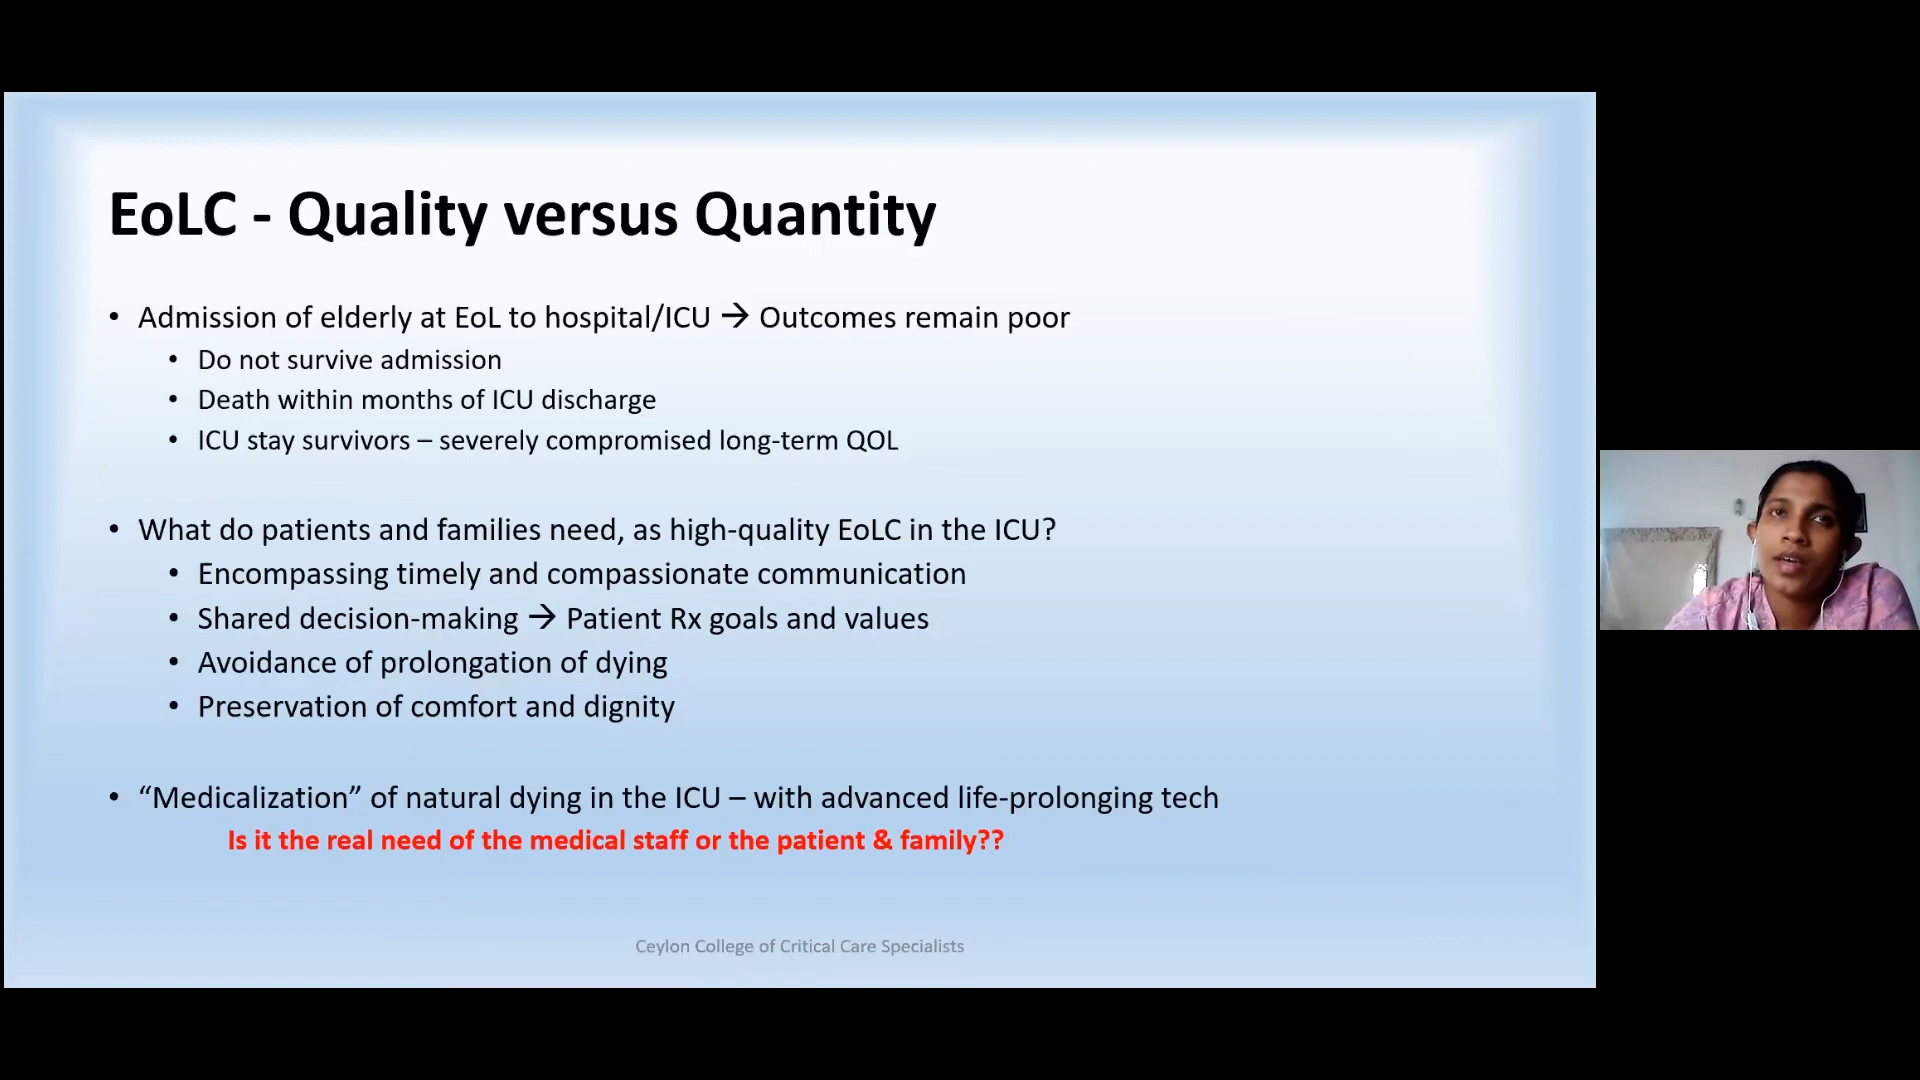 EoLC - Quality versus Quantity
• Admission of elderly at EoL to hospital/ICU → Outcomes remain poor
• Do not survive admission
• Death within months of ICU discharge
• ICU stay survivors – severely compromised long-term QOL
• What do patients and families need, as high-quality EoLC in the ICU?
• Encompassing timely and compassionate communication
• Shared decision-making → Patient Rx goals and values
• Avoidance of prolongation of dying
• Preservation of comfort and dignity
• “Medicalization” of natural dying in the ICU – with advanced life-prolonging tech
Is it the real need of the medical staff or the patient & family??
Ceylon College of Critical Care Specialists